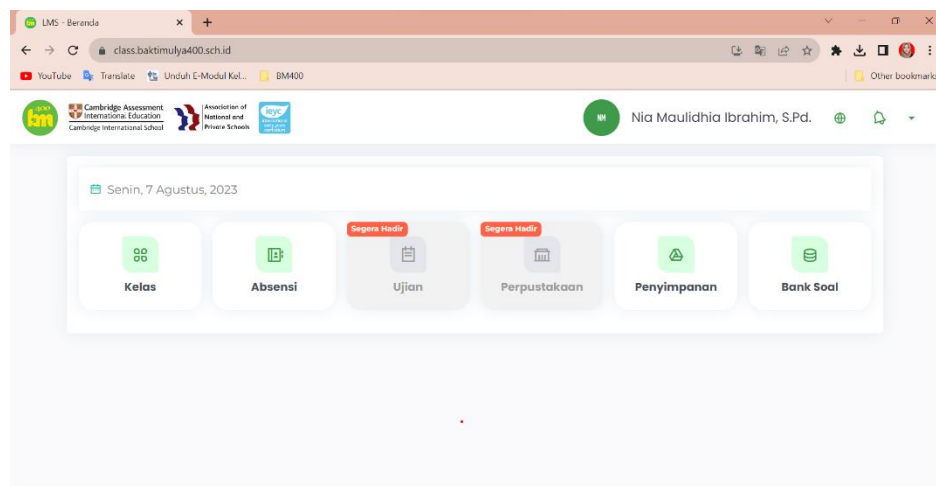 LMS - Beranda
class.baktimulya400.sch.id
YouTube Translate Unduh E-Modul Kel... BM400 Other bookmarks
400 bm
Cambridge Assessment
International Education
Cambridge International School
Association of
National and
Private Schools
ieyc
NM
Nia Maulidhia Ibrahim, S.Pd.
Senin, 7 Agustus, 2023
Segera Hadir Segera Hadir
Kelas Absensi Ujian Perpustakaan Penyimpanan Bank Soal